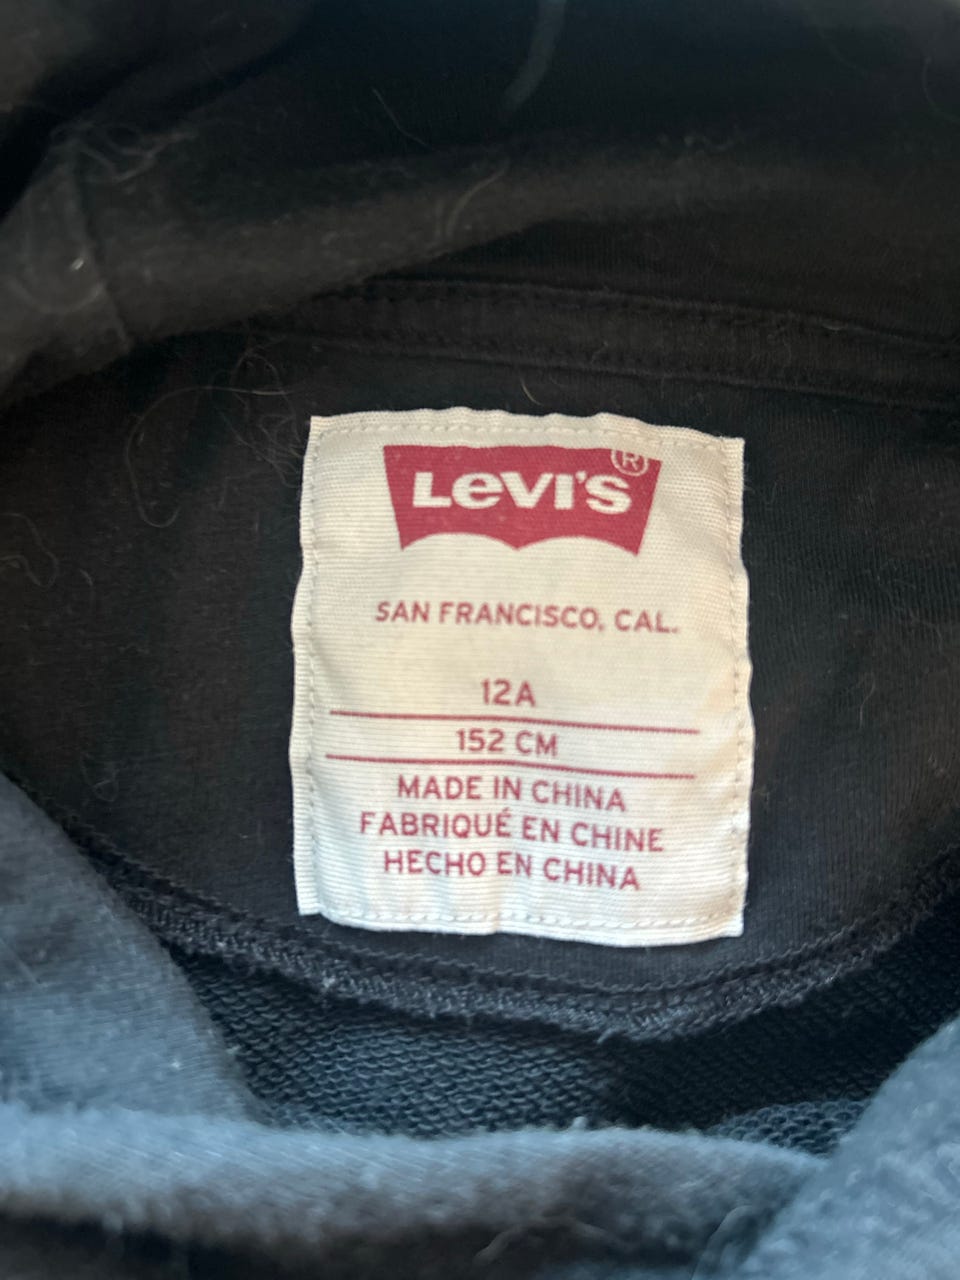 LEVI'S®
SAN FRANCISCO, CAL.
12A
152 CM
MADE IN CHINA
FABRIQUÉ EN CHINE
HECHO EN CHINA